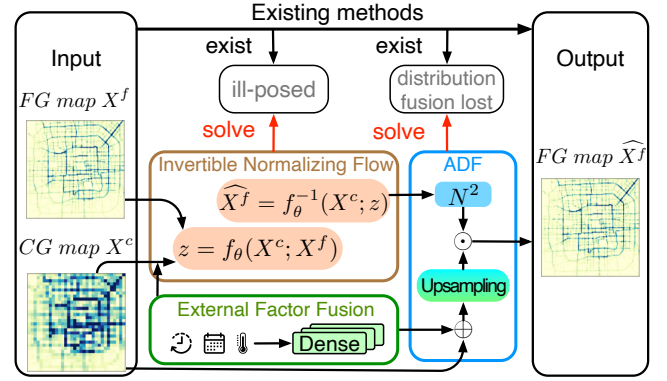 Existing methods
Input
exist
exist
Output
ill-posed
distribution
fusion lost
FG map X^f
solve
solve
Invertible Normalizing Flow
ADF
FG map \widehat{X^f}
\widehat{X^f} = f_θ^{-1}(X^c; z)
N^2
z = f_θ(X^c; X^f)
CG map X^c
Upsampling
External Factor Fusion
Dense